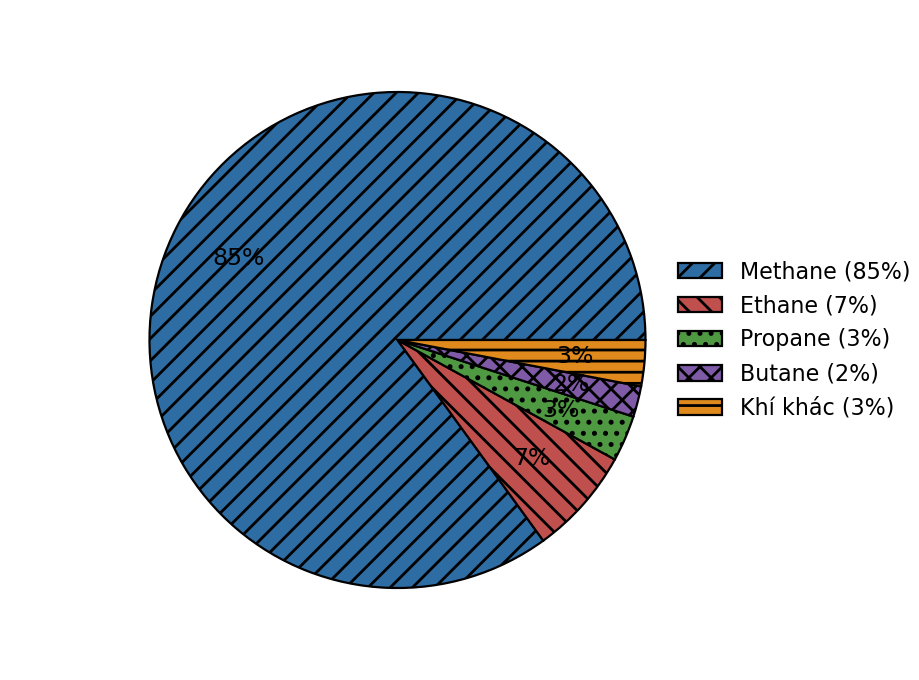 85%
3%
2%
3%
7%
Methane (85%)
Ethane (7%)
Propane (3%)
Butane (2%)
Khí khác (3%)